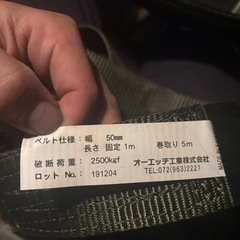 ベルト仕様：幅 50mm
長さ 固定 1m 巻取り 5m
破断荷重：2500kgf オーエッチ工業株式会社
ロット No. 191204 TEL:072(963)2221